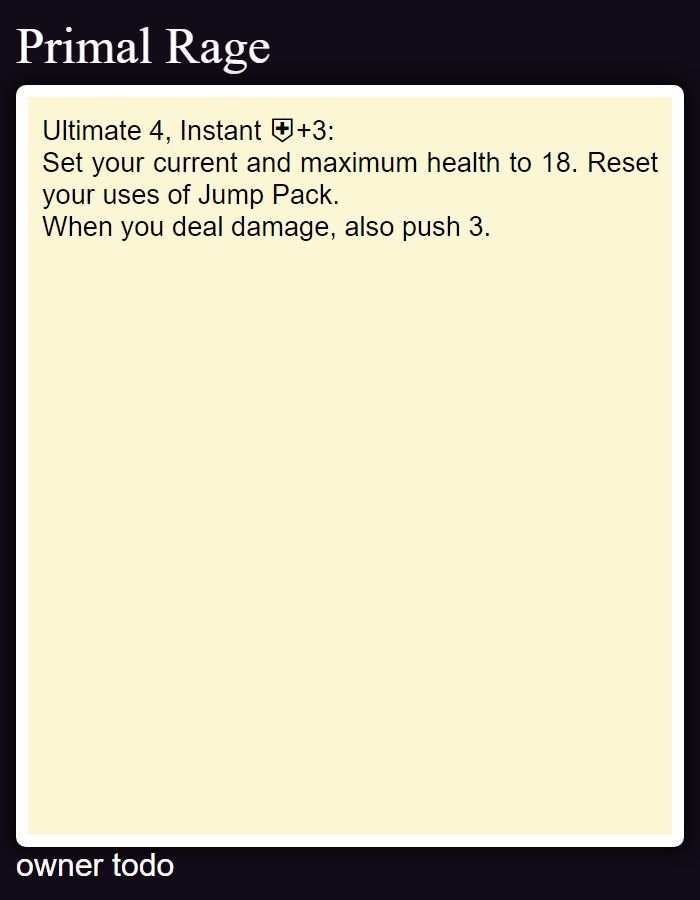 Primal Rage
Ultimate 4, Instant ⛨+3:
Set your current and maximum health to 18. Reset
your uses of Jump Pack.
When you deal damage, also push 3.
owner todo